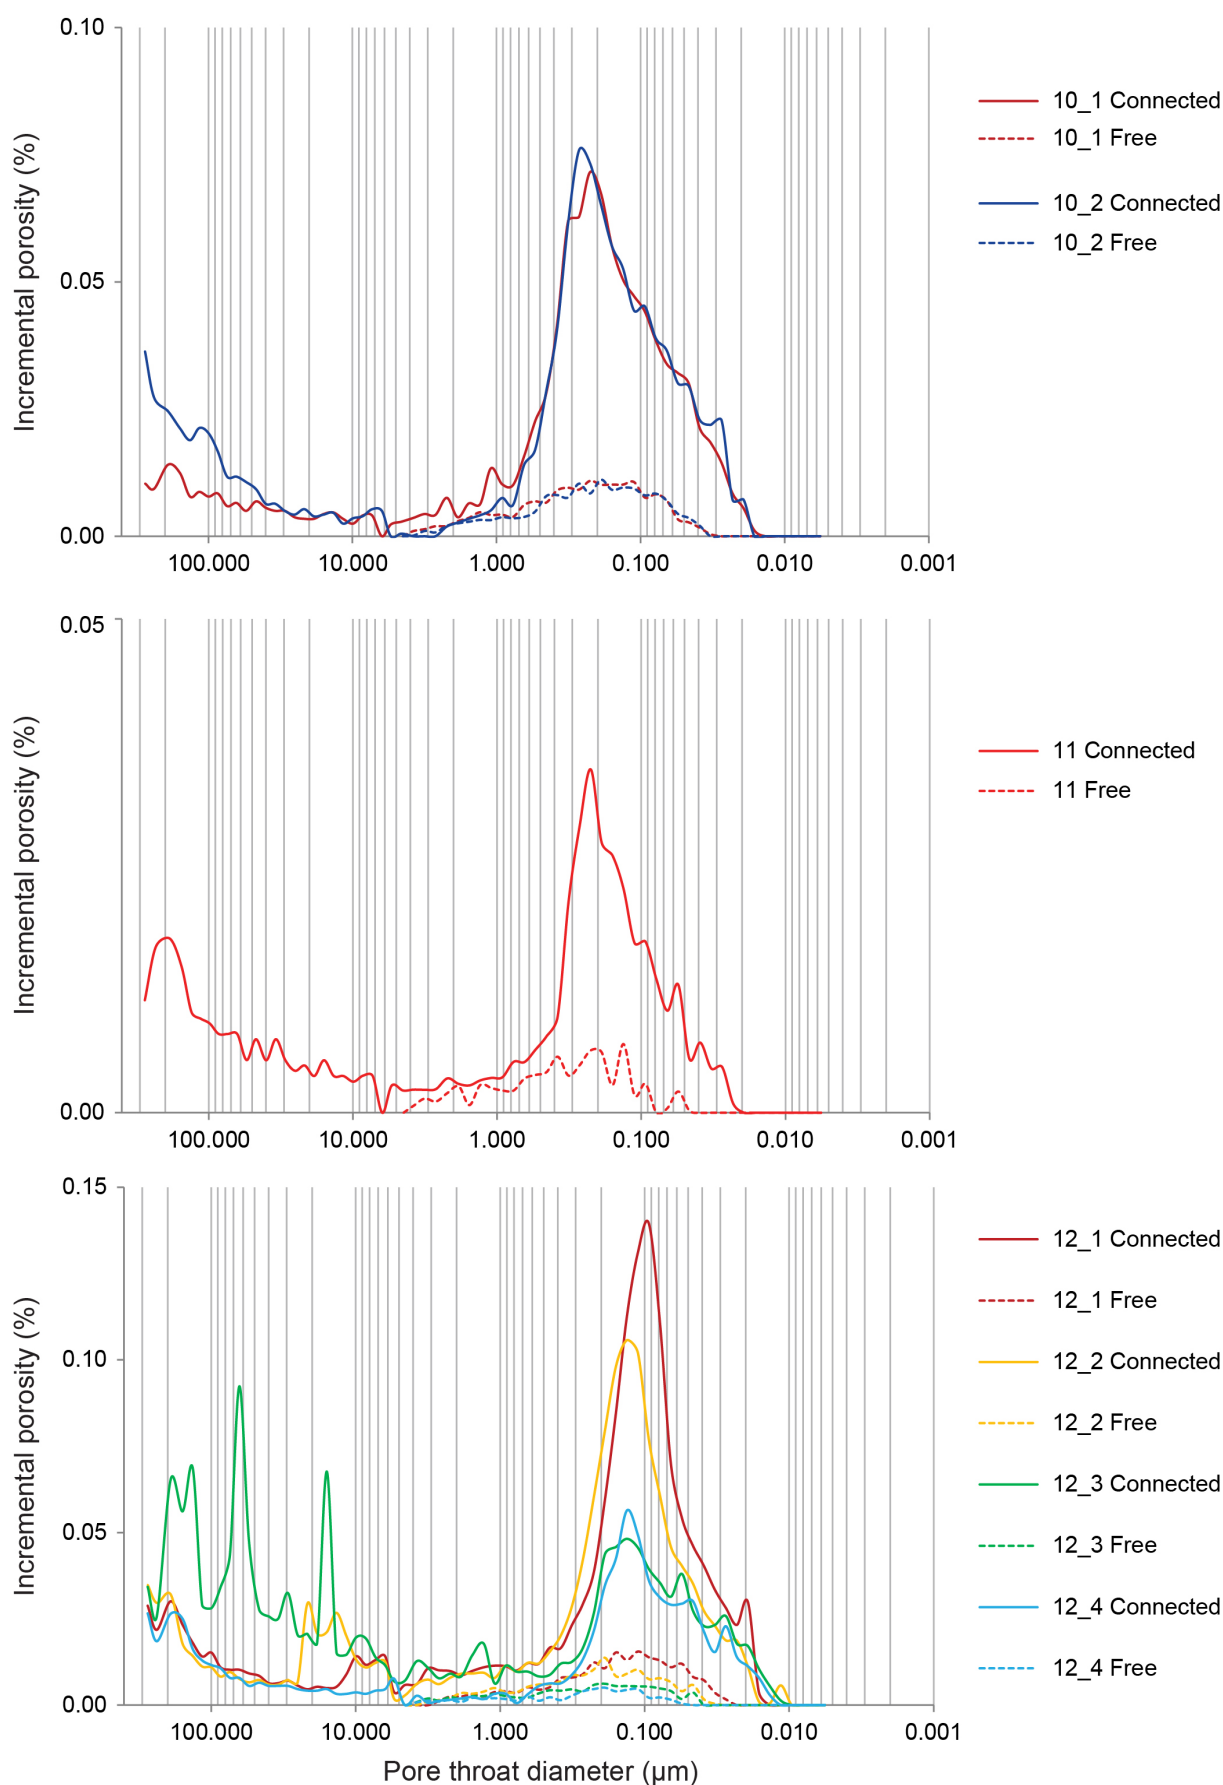 0.10
0.05
0.00
Incremental porosity (%)
100.000 10.000 1.000 0.100 0.010 0.001
10_1 Connected
10_1 Free
10_2 Connected
10_2 Free
0.05
0.00
Incremental porosity (%)
100.000 10.000 1.000 0.100 0.010 0.001
11 Connected
11 Free
0.15
0.10
0.05
0.00
Incremental porosity (%)
100.000 10.000 1.000 0.100 0.010 0.001
Pore throat diameter (µm)
12_1 Connected
12_1 Free
12_2 Connected
12_2 Free
12_3 Connected
12_3 Free
12_4 Connected
12_4 Free